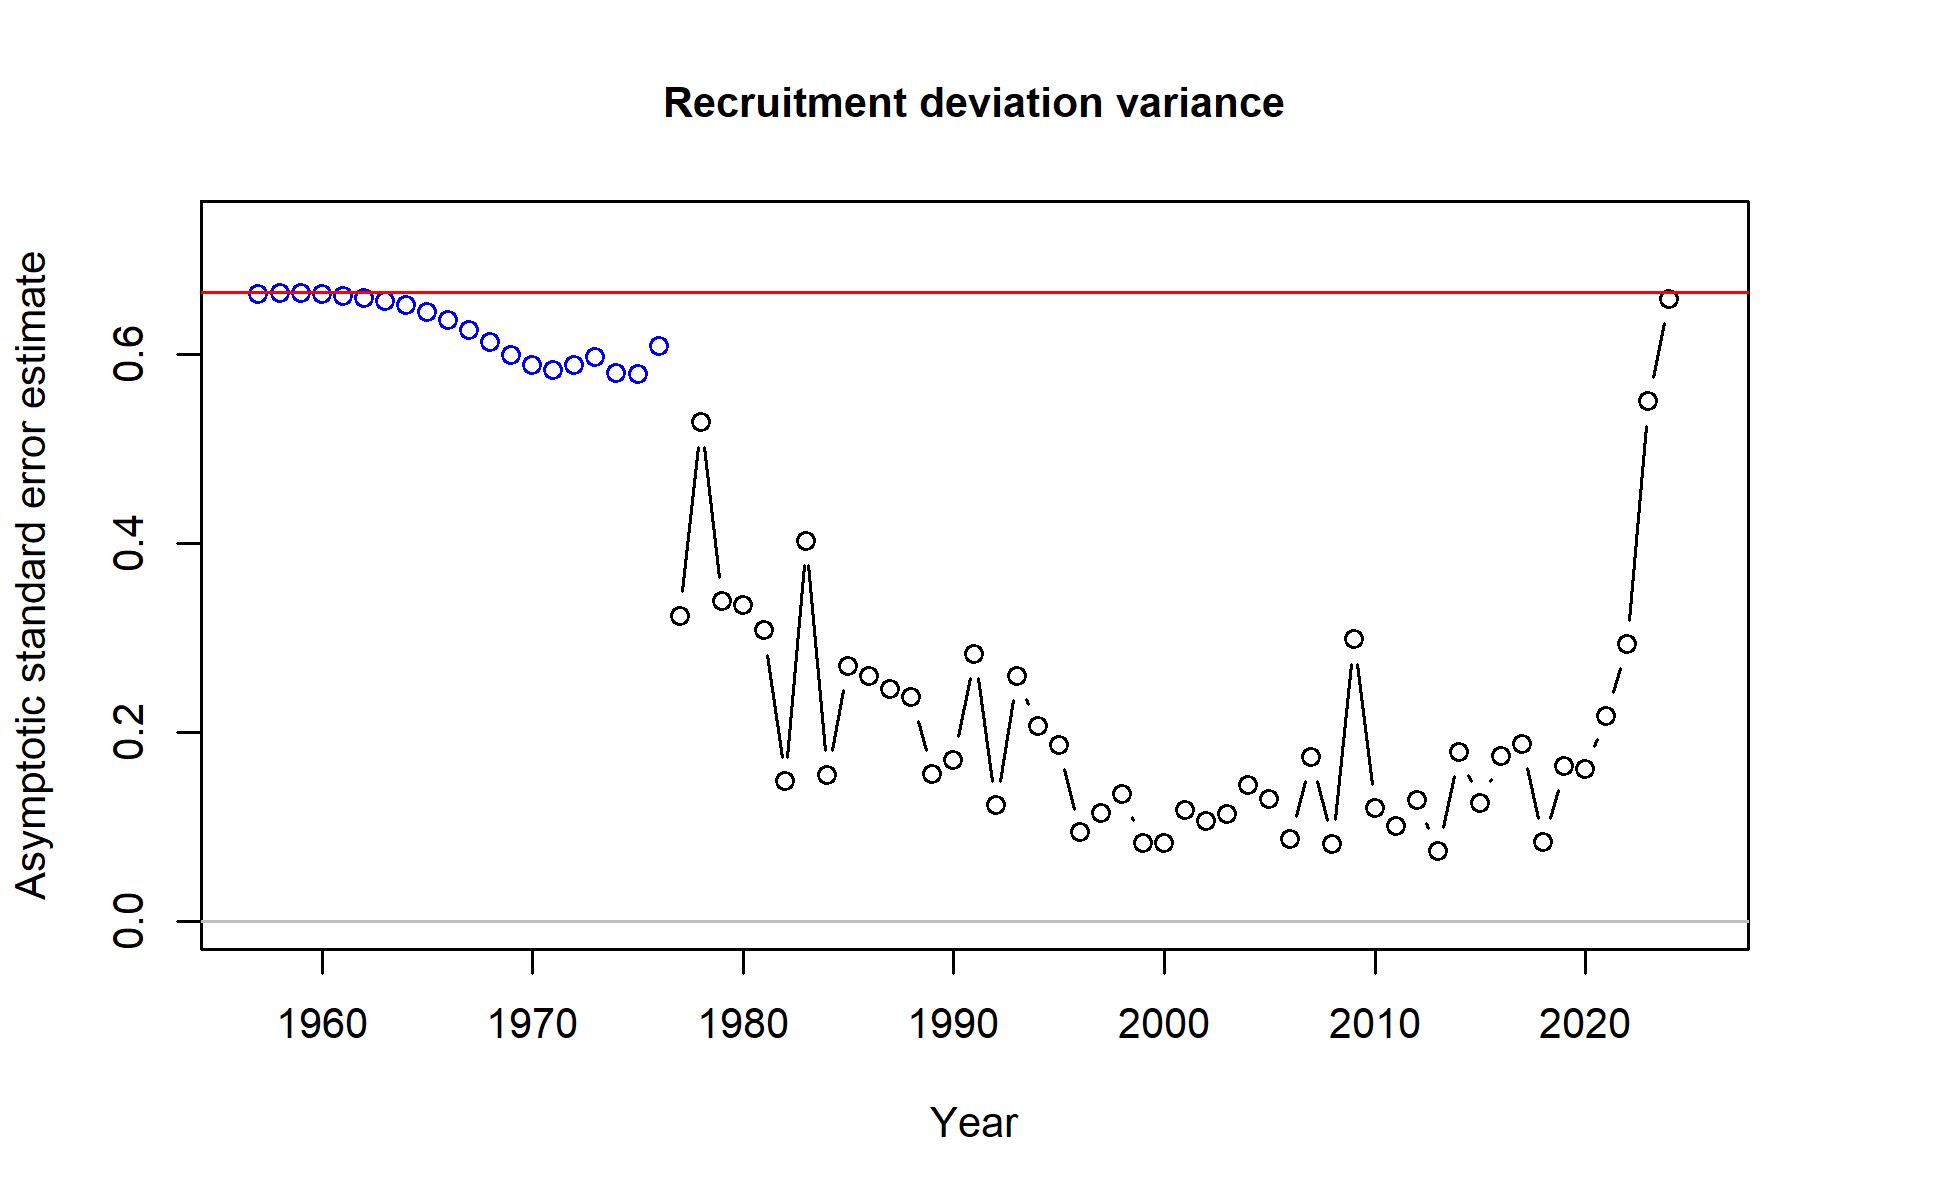 Recruitment deviation variance
Asymptotic standard error estimate
0.6
0.4
0.2
0.0
1960 1970 1980 1990 2000 2010 2020
Year